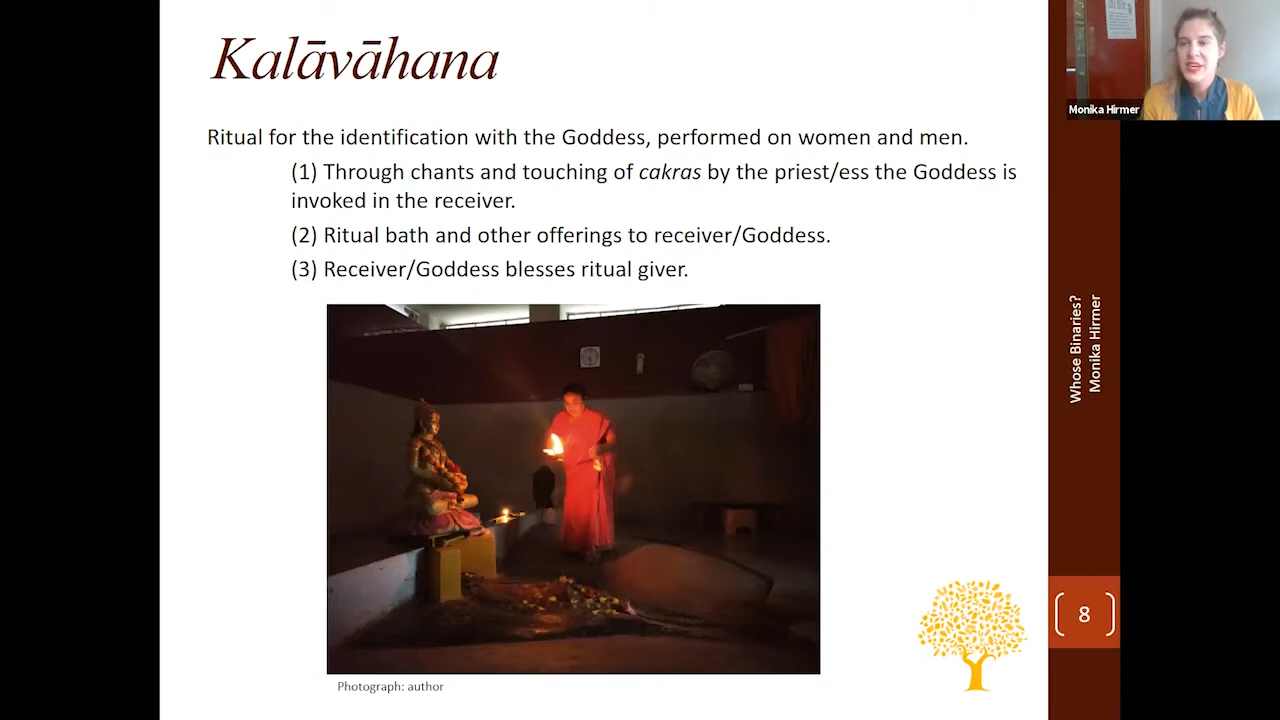 Kalāvāhana
Ritual for the identification with the Goddess, performed on women and men.
(1) Through chants and touching of cakras by the priest/ess the Goddess is
invoked in the receiver.
(2) Ritual bath and other offerings to receiver/Goddess.
(3) Receiver/Goddess blesses ritual giver.
Photograph: author
Monika Hirmer
Whose Binaries?
Monika Hirmer
8